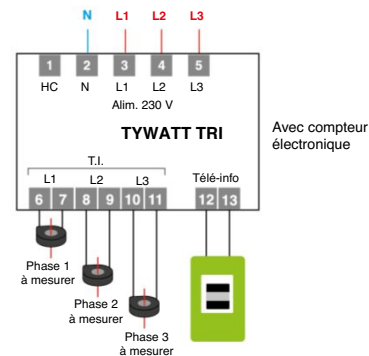 N L1 L2 L3
1 2 3 4 5
HC N L1 L2 L3
Alim. 230 V
TYWATT TRI
Avec compteur
électronique
T.I.
L1 L2 L3 Télé-info
6 7 8 9 10 11 12 13
Phase 1
à mesurer
Phase 2
à mesurer
Phase 3
à mesurer